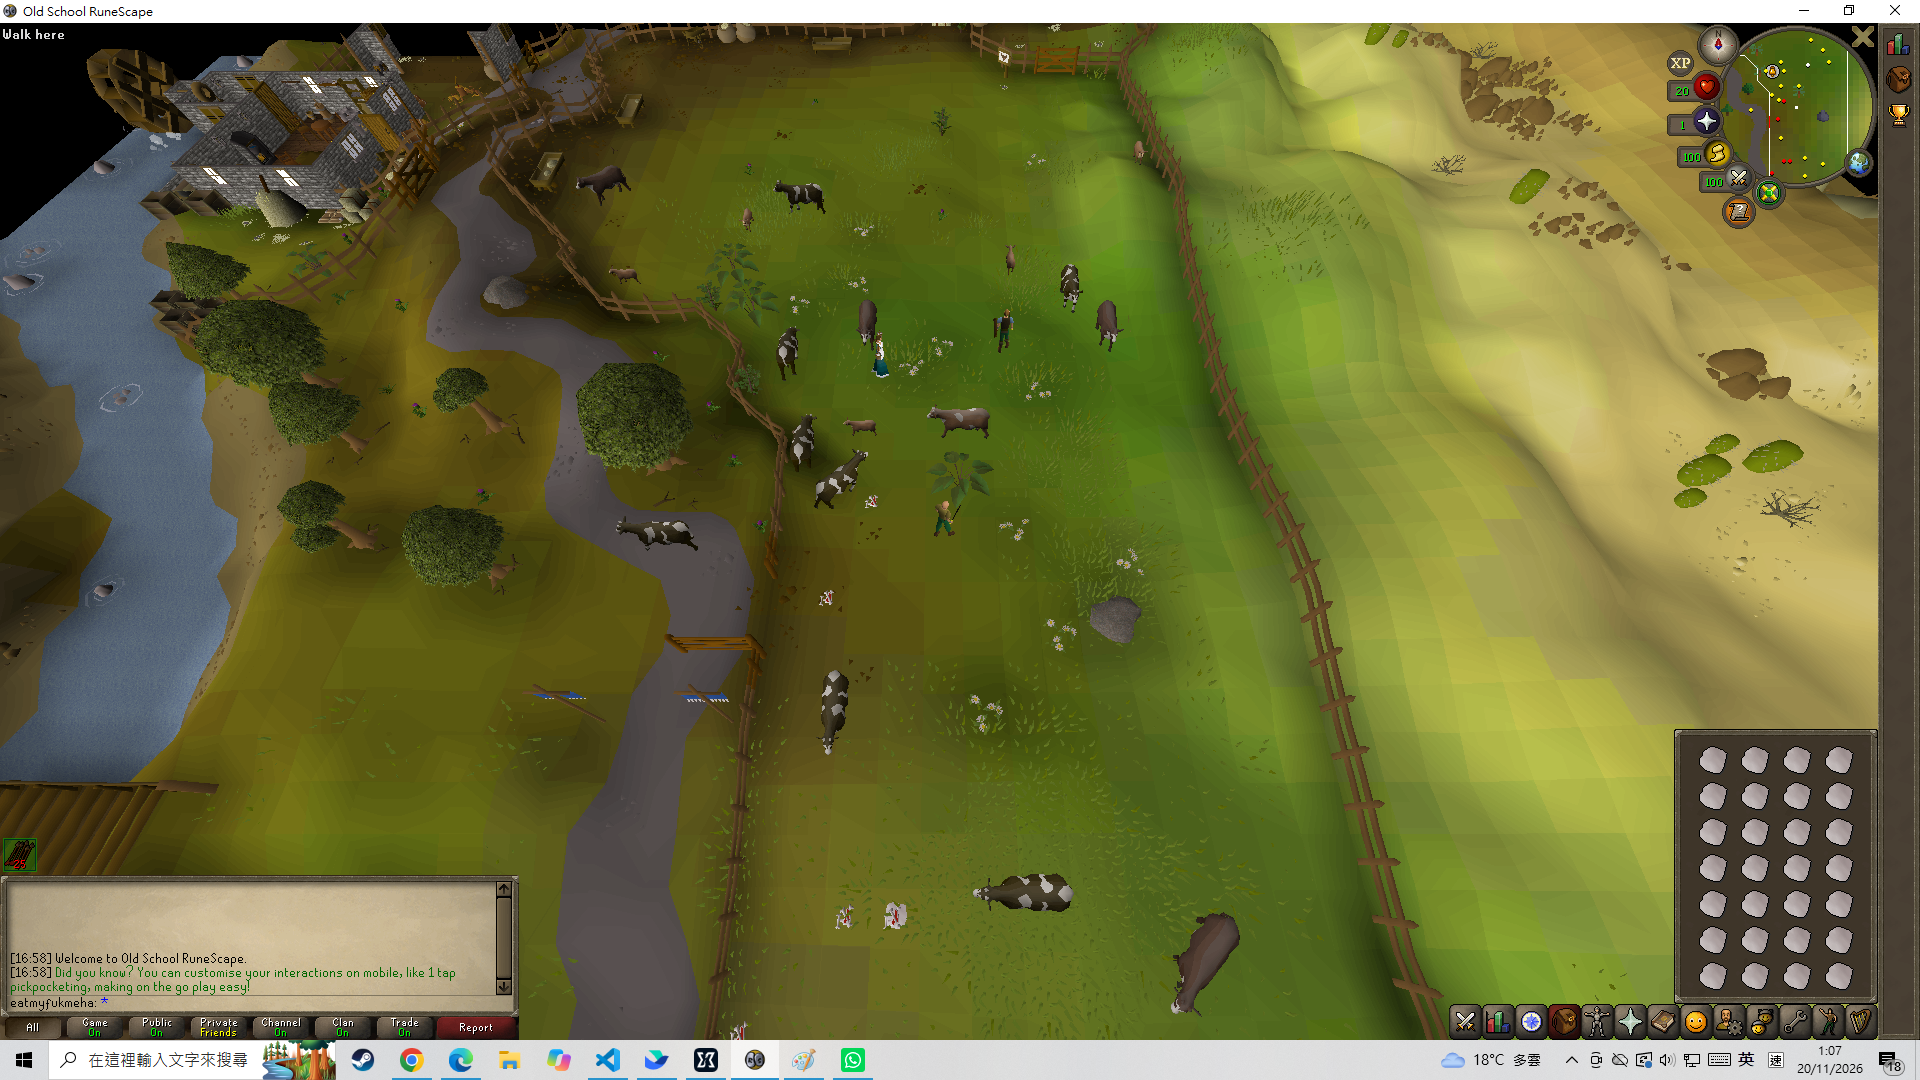 Old School RuneScape
Walk here
N
XP
20
1
100
100
25
[16:58] Welcome to Old School RuneScape.
[16:58] Did you know? You can customise your interactions on mobile, like 1 tap
pickpocketing, making on the go play easy!
eatmyfukmeha: *
All
Game
On
Public
On
Private
Friends
Channel
On
Clan
On
Trade
On
Report
在這裡輸入文字來搜尋
18°C 多雲
英
速
1:07
20/11/2026
18